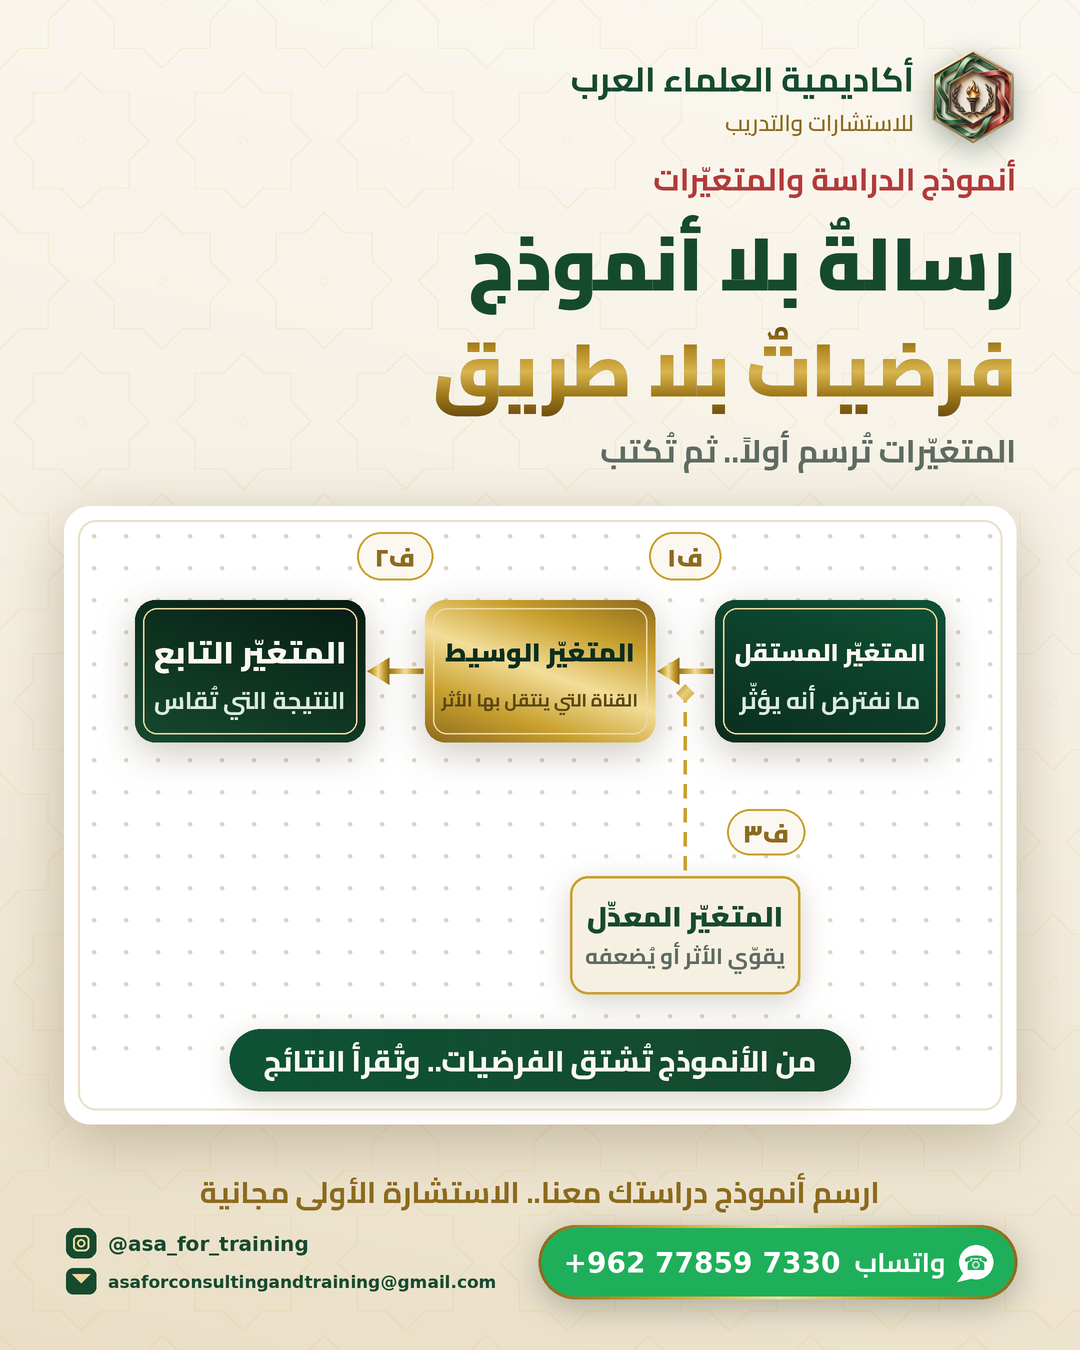 أكاديمية العلماء العرب
للاستشارات والتدريب
أنموذج الدراسة والمتغيّرات
رسالةٌ بلا أنموذج
فرضياتٌ بلا طريق
المتغيّرات تُرسم أولاً.. ثم تُكتب
ف١
ف٢
المتغيّر المستقل
ما نفترض أنه يؤثّر
المتغيّر الوسيط
القناة التي ينتقل بها الأثر
المتغيّر التابع
النتيجة التي تُقاس
ف٣
المتغيّر المعدِّل
يقوّي الأثر أو يُضعفه
من الأنموذج تُشتق الفرضيات.. وتُقرأ النتائج
ارسم أنموذج دراستك معنا.. الاستشارة الأولى مجانية
واتساب +962 77859 7330
@asa_for_training
asaforconsultingandtraining@gmail.com